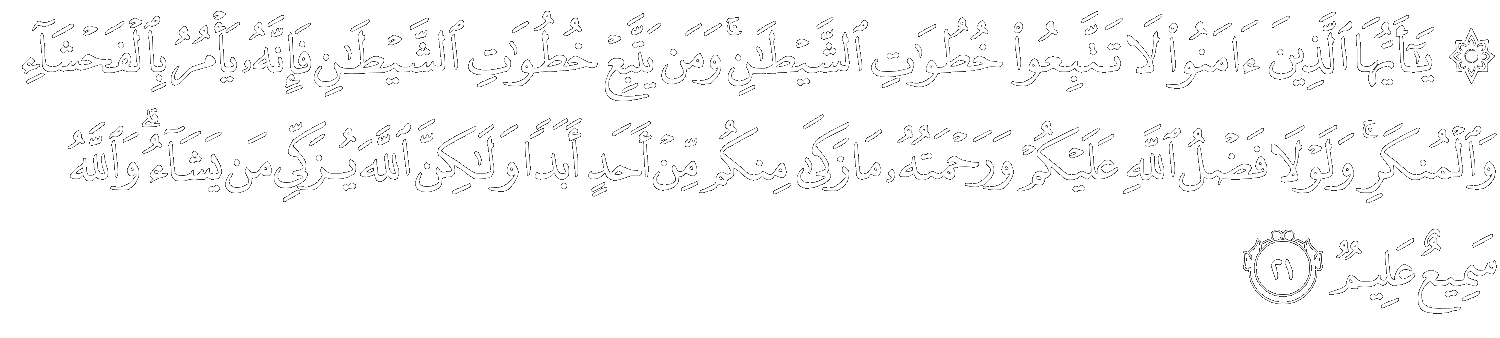 ۞ يَـٰٓأَيُّهَا ٱلَّذِينَ ءَامَنُوا۟ لَا تَتَّبِعُوا۟ خُطُوَٰتِ ٱلشَّيْطَـٰنِ ۚ وَمَن يَتَّبِعْ خُطُوَٰتِ ٱلشَّيْطَـٰنِ فَإِنَّهُۥ يَأْمُرُ بِٱلْفَحْشَآءِ
وَٱلْمُنكَرِ ۚ وَلَوْلَا فَضْلُ ٱللَّهِ عَلَيْكُمْ وَرَحْمَتُهُۥ مَا زَكَىٰ مِنكُم مِّنْ أَحَدٍ أَبَدًا وَلَـٰكِنَّ ٱللَّهَ يُزَكِّى مَن يَشَآءُ ۗ وَٱللَّهُ
سَمِيعٌ عَلِيمٌ ٢١